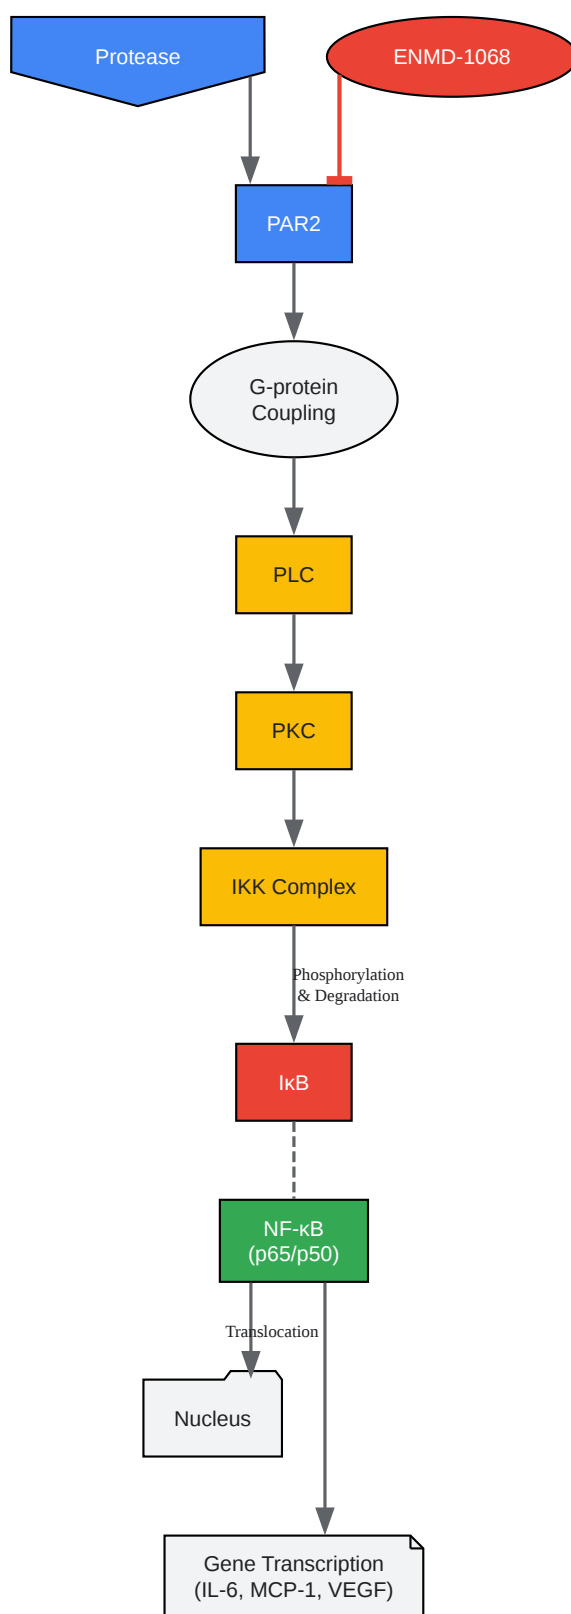 Protease
ENMD-1068
PAR2
G-protein
Coupling
PLC
PKC
IKK Complex
Phosphorylation
& Degradation
IκB
NF-κB
(p65/p50)
Translocation
Nucleus
Gene Transcription
(IL-6, MCP-1, VEGF)